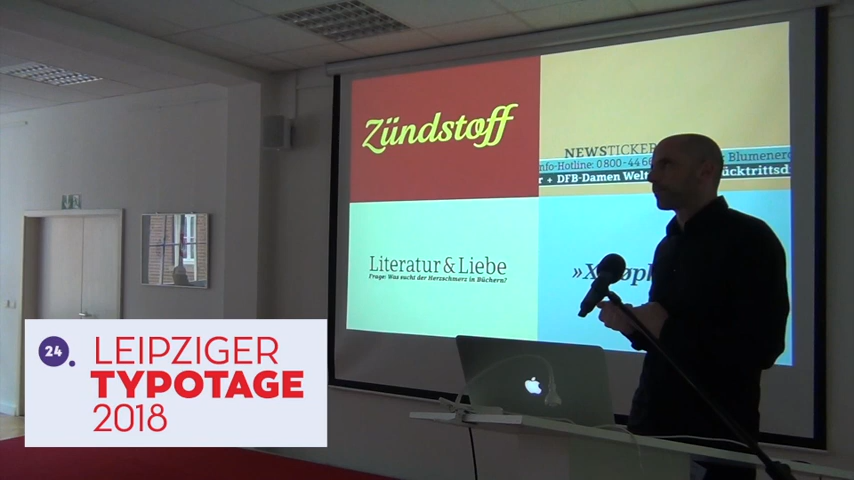 Zündstoff
NEWSTICKER
Info-Hotline: 0800-44 Blumener
+ DFB-Damen Welt ücktrittsd
Literatur & Liebe
Frage: Was sucht der Herzschmerz in Büchern?
24.
LEIPZIGER
TYPOTAGE
2018